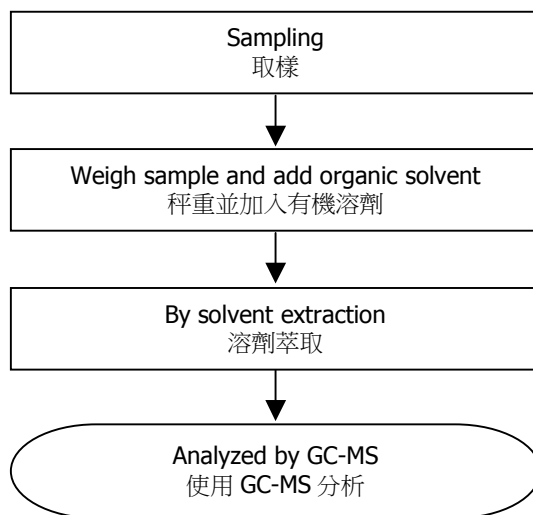 Sampling
取樣
Weigh sample and add organic solvent
秤重並加入有機溶劑
By solvent extraction
溶劑萃取
Analyzed by GC-MS
使用 GC-MS 分析